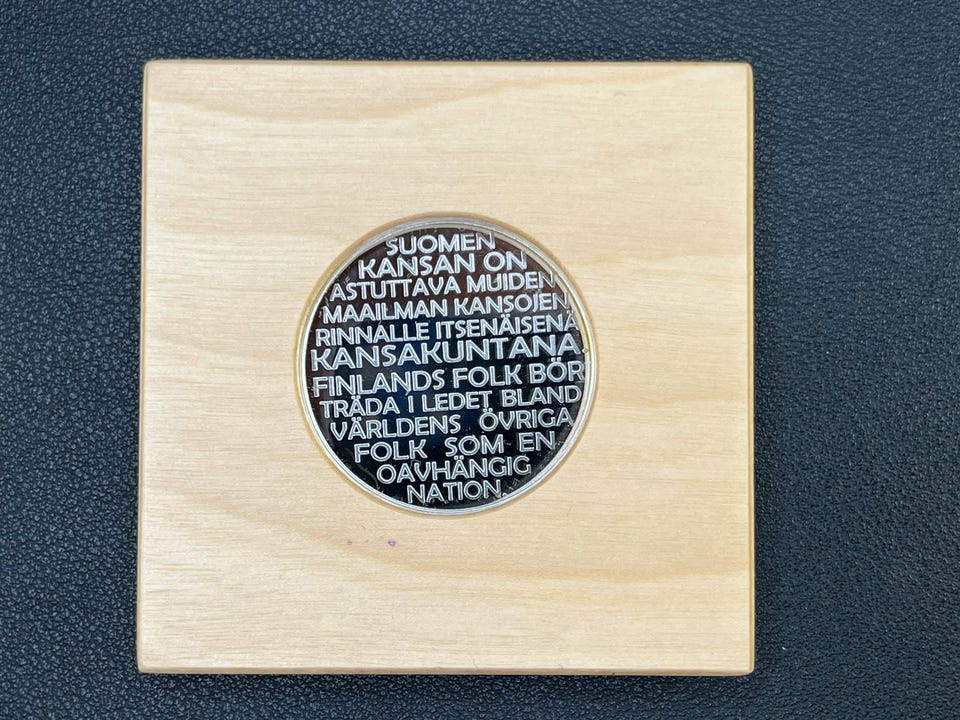 SUOMEN
KANSAN ON
ASTUTTAVA MUIDEN
MAAILMAN KANSOJEN
RINNALLE ITSENÄISENÄ
KANSAKUNTANA.
FINLANDS FOLK BÖR
TRÄDA I LEDET BLAND
VÄRLDENS ÖVRIGA
FOLK SOM EN
OAVHÄNGIG
NATION.